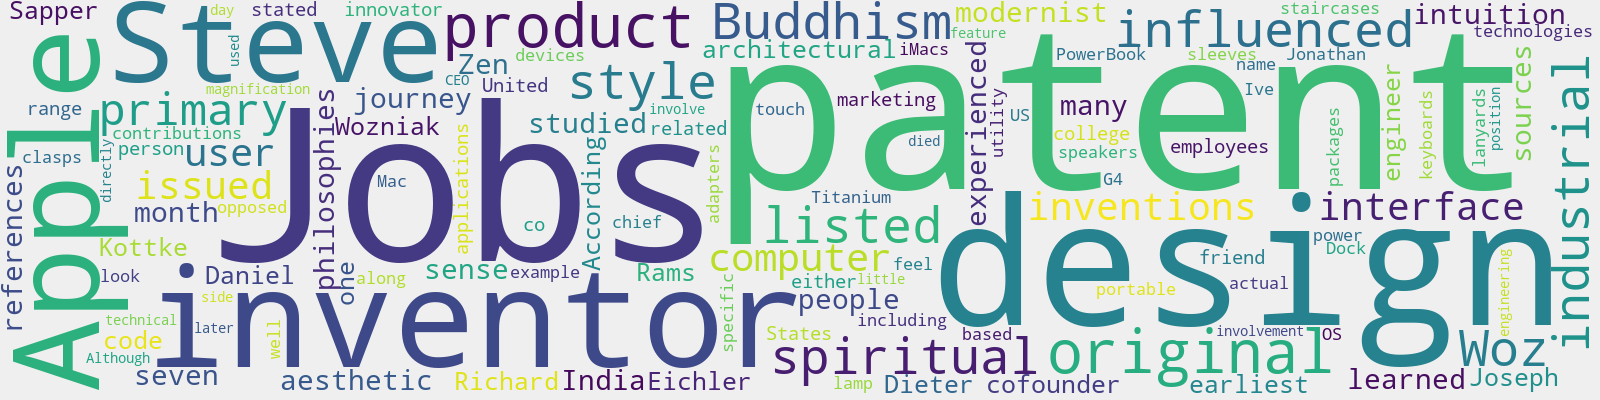 Sapper
Steve
day
stated
innovator
product
Buddhism
modernist
influenced
staircases
intuition
technologies
used
Apple
architectural
iMacs
feature
CEO
Zen
devices
United
style
patent
PowerBook
sleeves
Jonathan
name
Ive
sources
industrial
magnification
range
primary
journey
contributions
person
clasps
user
philosophies
Wozniak
studied
involve
related
touch
marketing
experienced
utility
US
many
college
speakers
employees
packages
engineer
keyboards
lanyards
position
directly
issued
Jobs
Mac
applications
According
died
adapters
Titanium
G4
references
month
opposed
co
chief
listed
inventions
interface
Kottke
look
Daniel
one
along
sense
example
Rams
computer
feel
either
little
design
friend
power
Dock
actual
portable
engineering
side
technical
later
inventor
specific
people
including
States
based
involvement
OS
code
well
Although
seven
aesthetic
Richard
India
Eichler
spiritual
lamp
Dieter
cofounder
original
earliest
Woz
learned
Joseph